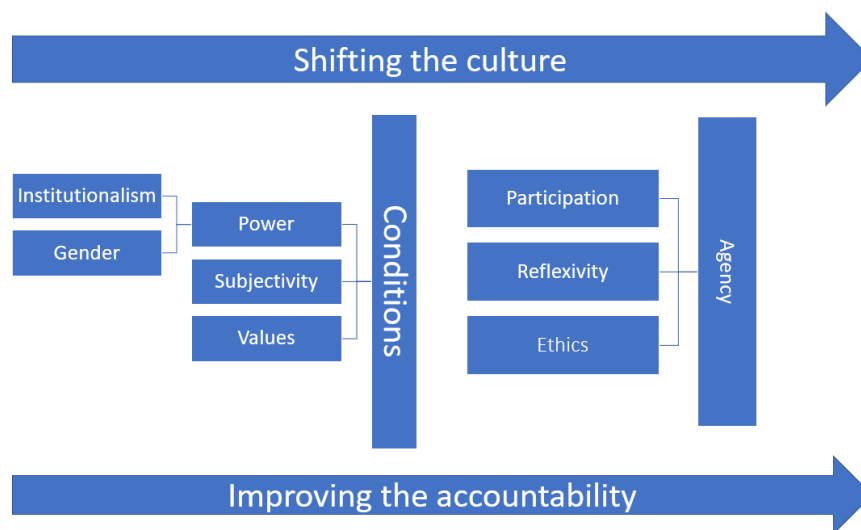 Shifting the culture
Institutionalism
Gender
Power
Subjectivity
Values
Conditions
Participation
Reflexivity
Ethics
Agency
Improving the accountability